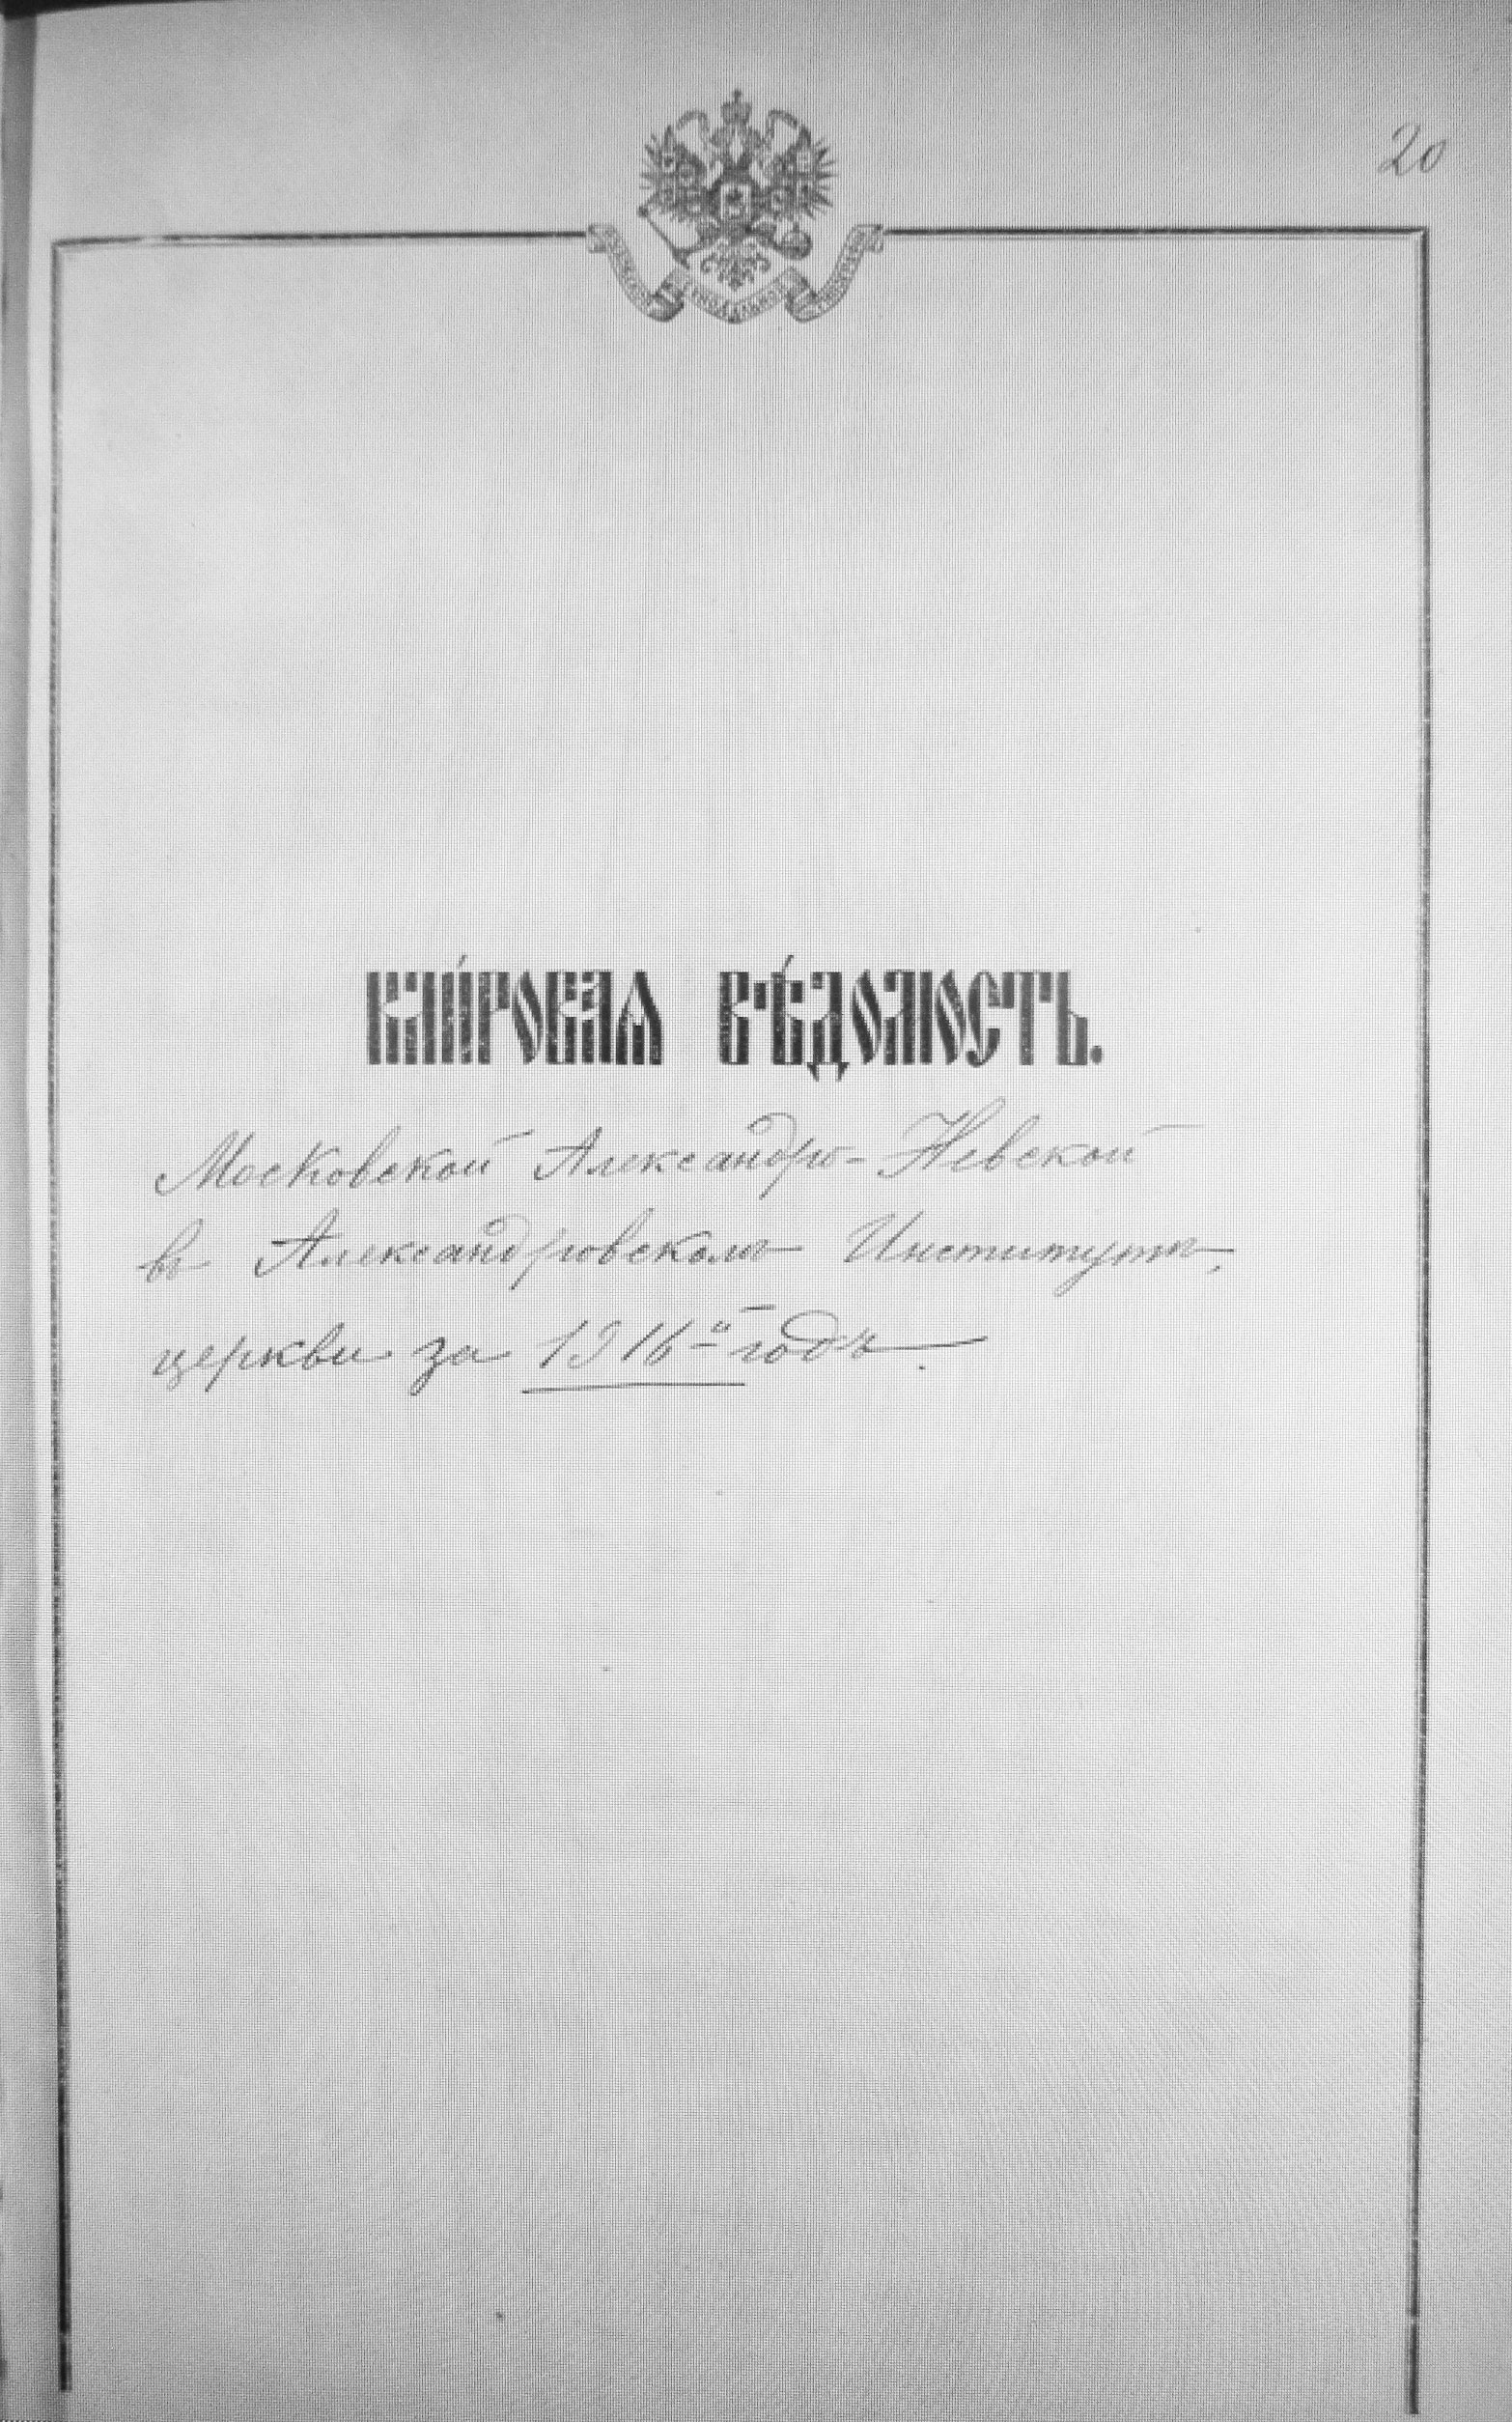 20
Клировая вѣдомость.
Московской Александро-Невской
въ Александровскомъ Институтѣ,
церкви за 1916-й годъ.